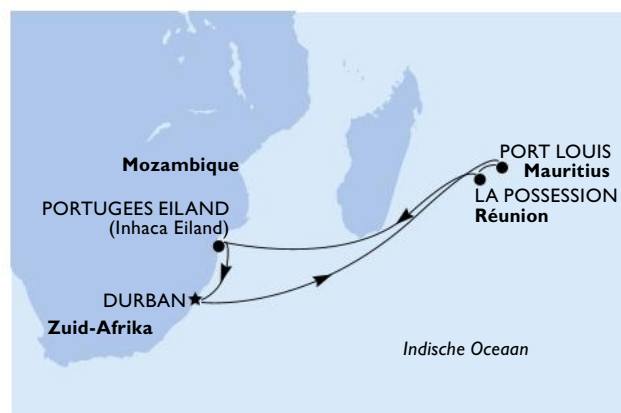 PORT LOUIS
Mauritius
LA POSSESSION
Réunion
Mozambique
PORTUGEES EILAND
(Inhaca Eiland)
DURBAN
Zuid-Afrika
Indische Oceaan